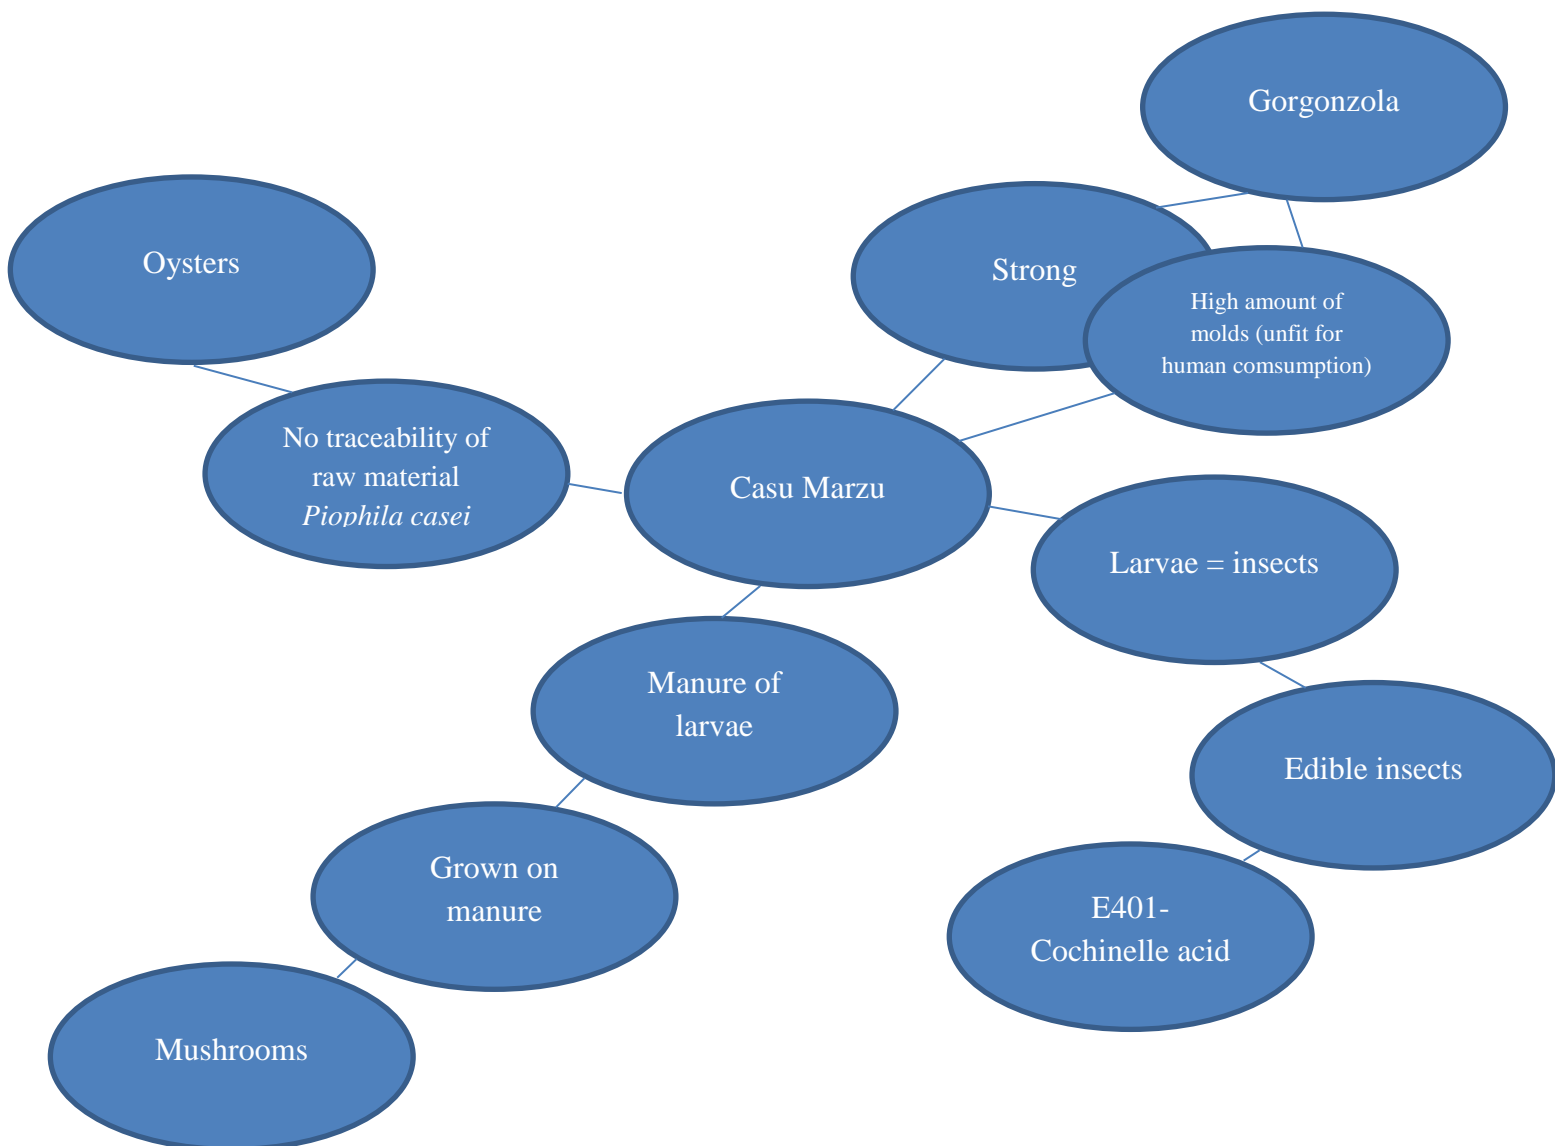 Gorgonzola
Oysters
Strong
High amount of
molds (unfit for
human comsumption)
No traceability of
raw material
Piophila casei
Casu Marzu
Larvae = insects
Manure of
larvae
Edible insects
Grown on
manure
E401-
Cochinelle acid
Mushrooms